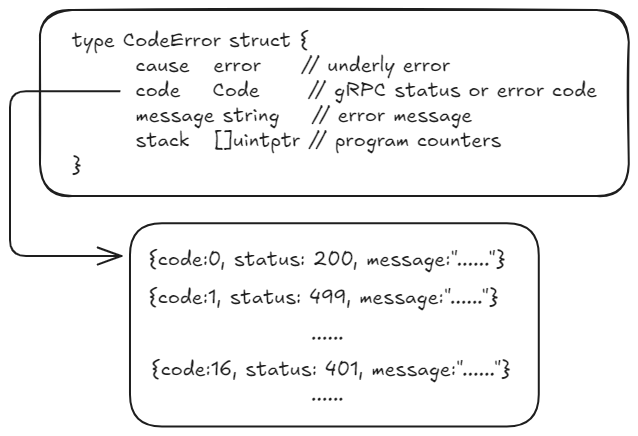 type CodeError struct {
cause error // underly error
code Code // gRPC status or error code
message string // error message
stack []uintptr // program counters
}
{code:0, status: 200, message:"......"}
{code:1, status: 499, message:"......"}
......
{code:16, status: 401, message:"......"}
......